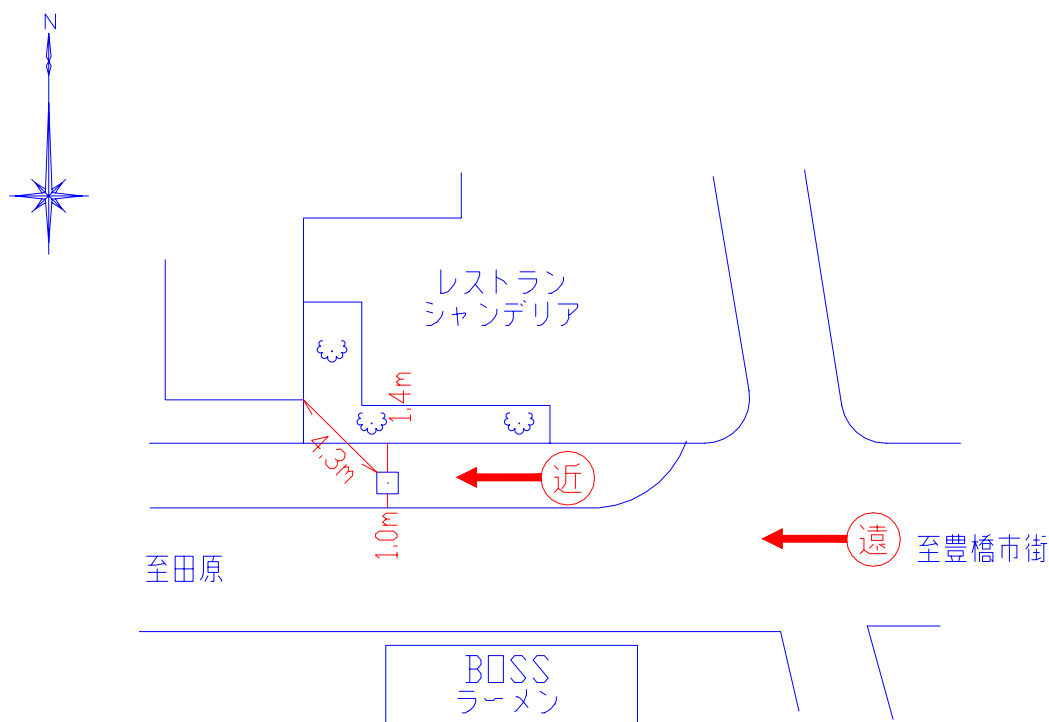 N
レストラン
シャンデリア
1.4m
4.3m
近
1.0m
遠
至豊橋市街
至田原
BOSS
ラーメン